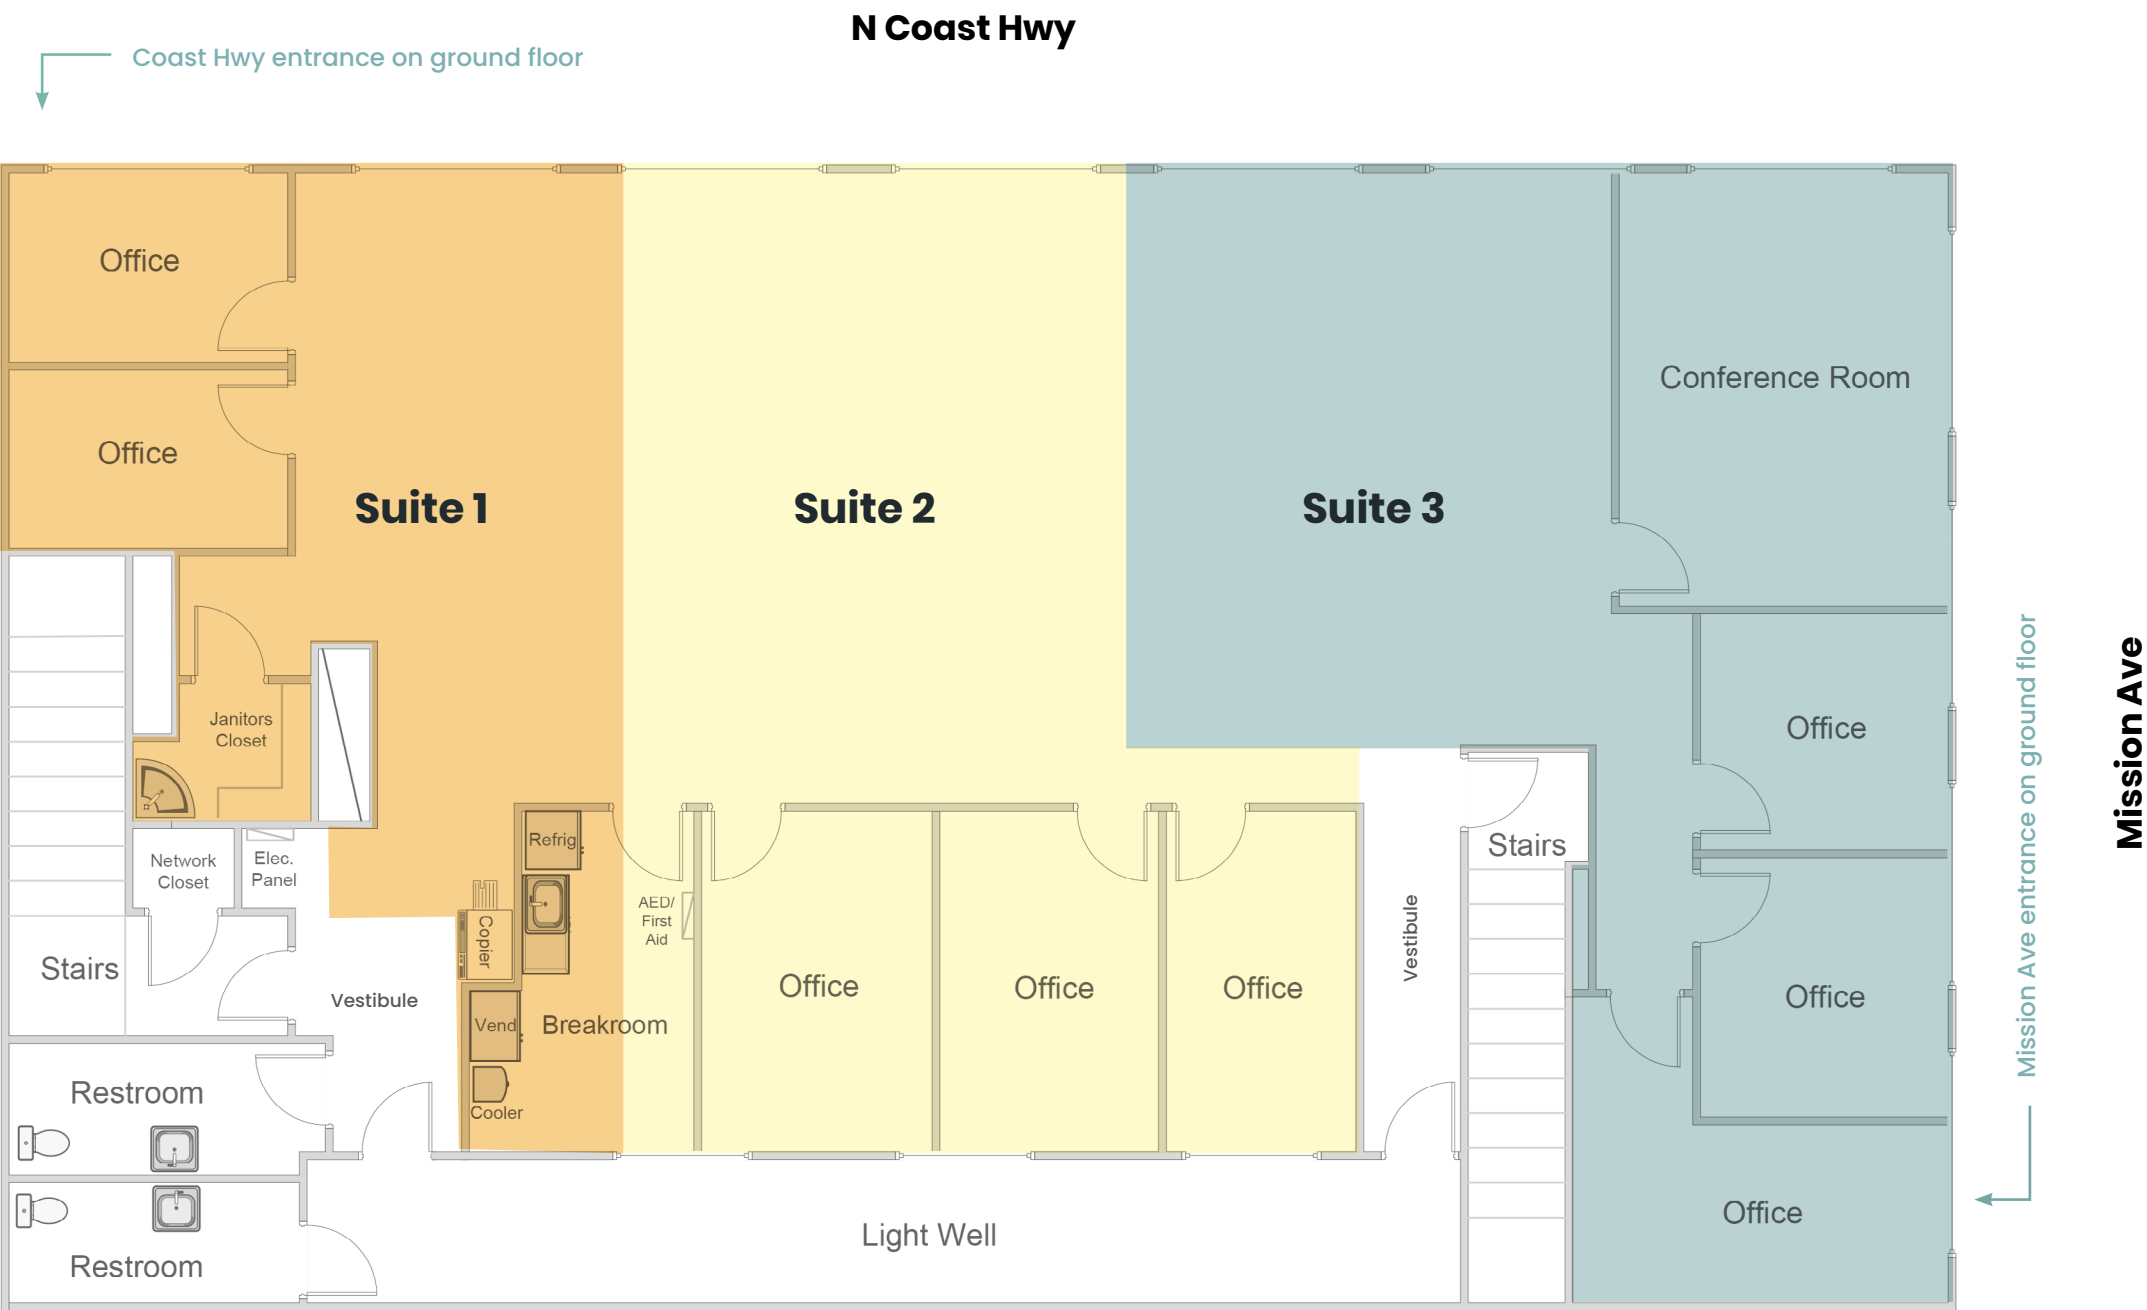 N Coast Hwy
Coast Hwy entrance on ground floor
Office
Conference Room
Office
Suite 1
Suite 2
Suite 3
Mission Ave entrance on ground floor
Mission Ave
Janitors
Closet
Office
Refrig
Stairs
Network
Closet
Elec.
Panel
AED/
First
Aid
Copier
Vestibule
Stairs
Office
Office
Office
Office
Vestibule
Vend
Breakroom
Restroom
Cooler
Office
Light Well
Restroom